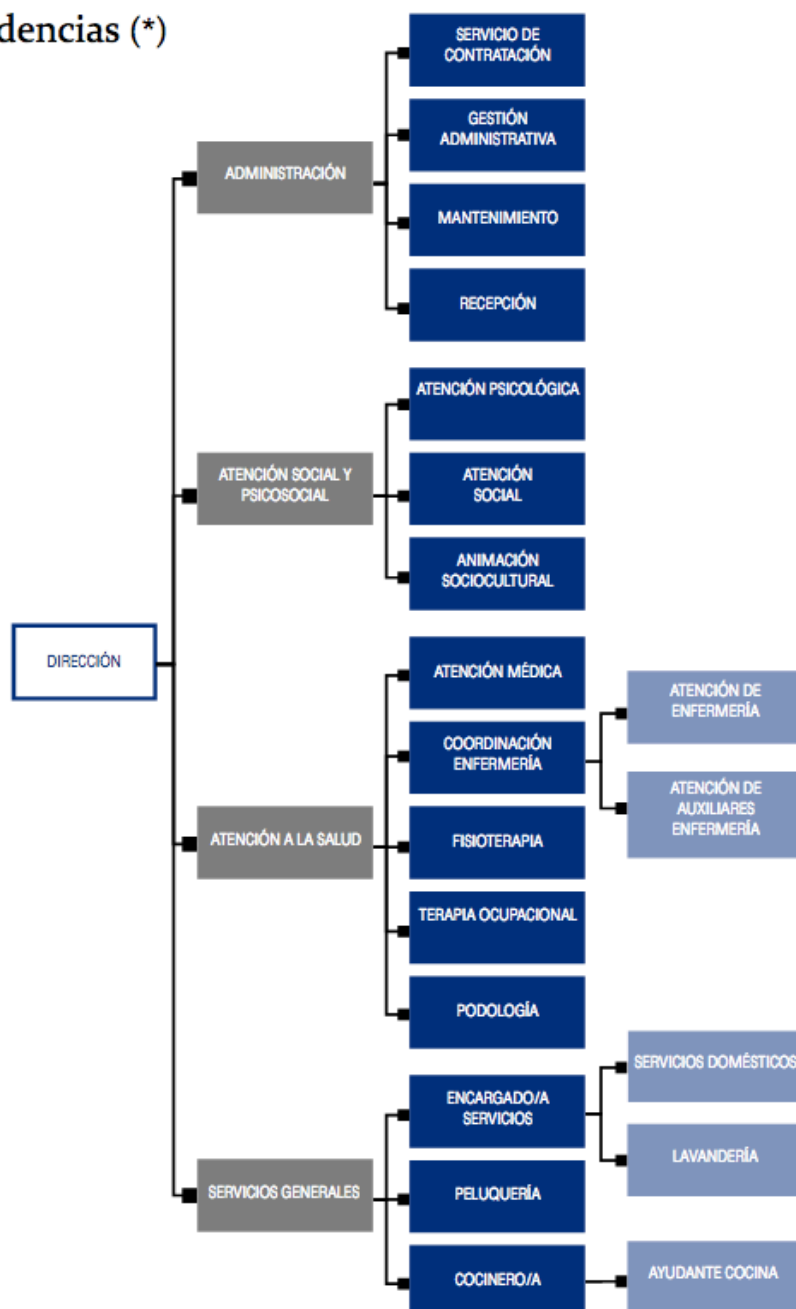 dencias (*)
SERVICIO DE
CONTRATACIÓN
GESTIÓN
ADMINISTRATIVA
ADMINISTRACIÓN
MANTENIMIENTO
RECEPCIÓN
ATENCIÓN PSICOLÓGICA
ATENCIÓN SOCIAL Y
PSICOSOCIAL
ATENCIÓN
SOCIAL
ANIMACIÓN
SOCIOCULTURAL
DIRECCIÓN
ATENCIÓN MÉDICA
ATENCIÓN DE
ENFERMERÍA
COORDINACIÓN
ENFERMERÍA
ATENCIÓN DE
AUXILIARES
ENFERMERÍA
ATENCIÓN A LA SALUD
FISIOTERAPIA
TERAPIA OCUPACIONAL
PODOLOGÍA
SERVICIOS DOMÉSTICOS
ENCARGADO/A
SERVICIOS
LAVANDERÍA
SERVICIOS GENERALES
PELUQUERÍA
COCINERO/A
AYUDANTE COCINA